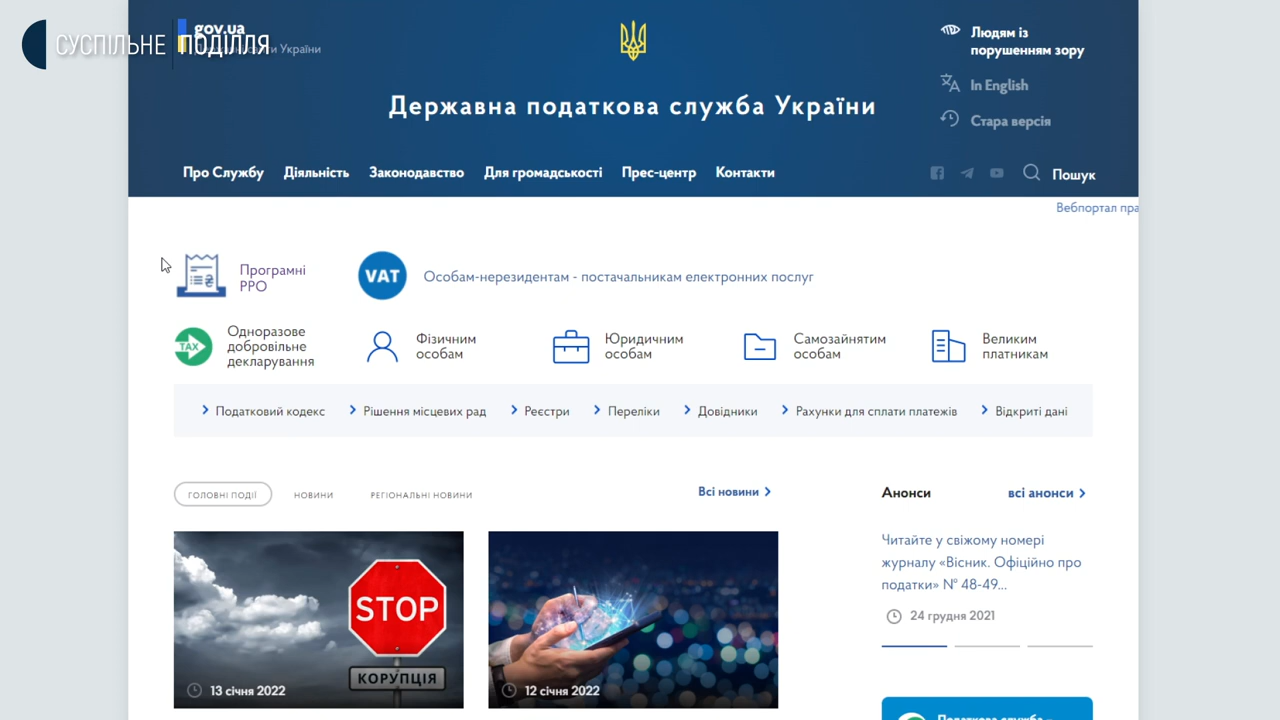 СУСПІЛЬНЕ ПОДІЛЛЯ
gov.ua
України
Людям із
порушенням зору
In English
Стара версія
Державна податкова служба України
Про Службу Діяльність Законодавство Для громадськості Прес-центр Контакти
Пошук
Вебпортал пра
Програмні
РРО
VAT
Особам-нерезидентам - постачальникам електронних послуг
TAX
Одноразове
добровільне
декларування
Фізичним
особам
Юридичним
особам
Самозайнятим
особам
Великим
платникам
Податковий кодекс Рішення місцевих рад Реєстри Переліки Довідники Рахунки для сплати платежів Відкриті дані
ГОЛОВНІ ПОДІЇ НОВИНИ РЕГІОНАЛЬНІ НОВИНИ
Всі новини
STOP
КОРУПЦІЯ
13 січня 2022
12 січня 2022
Анонси
всі анонси
Читайте у свіжому номері
журналу «Вісник. Офіційно про
податки» № 48-49...
24 грудня 2021
Податкова служба -